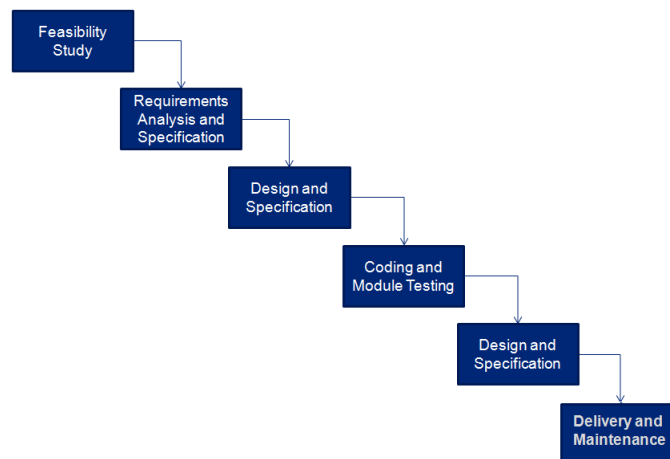 Feasibility
Study
Requirements
Analysis and
Specification
Design and
Specification
Coding and
Module Testing
Design and
Specification
Delivery and
Maintenance